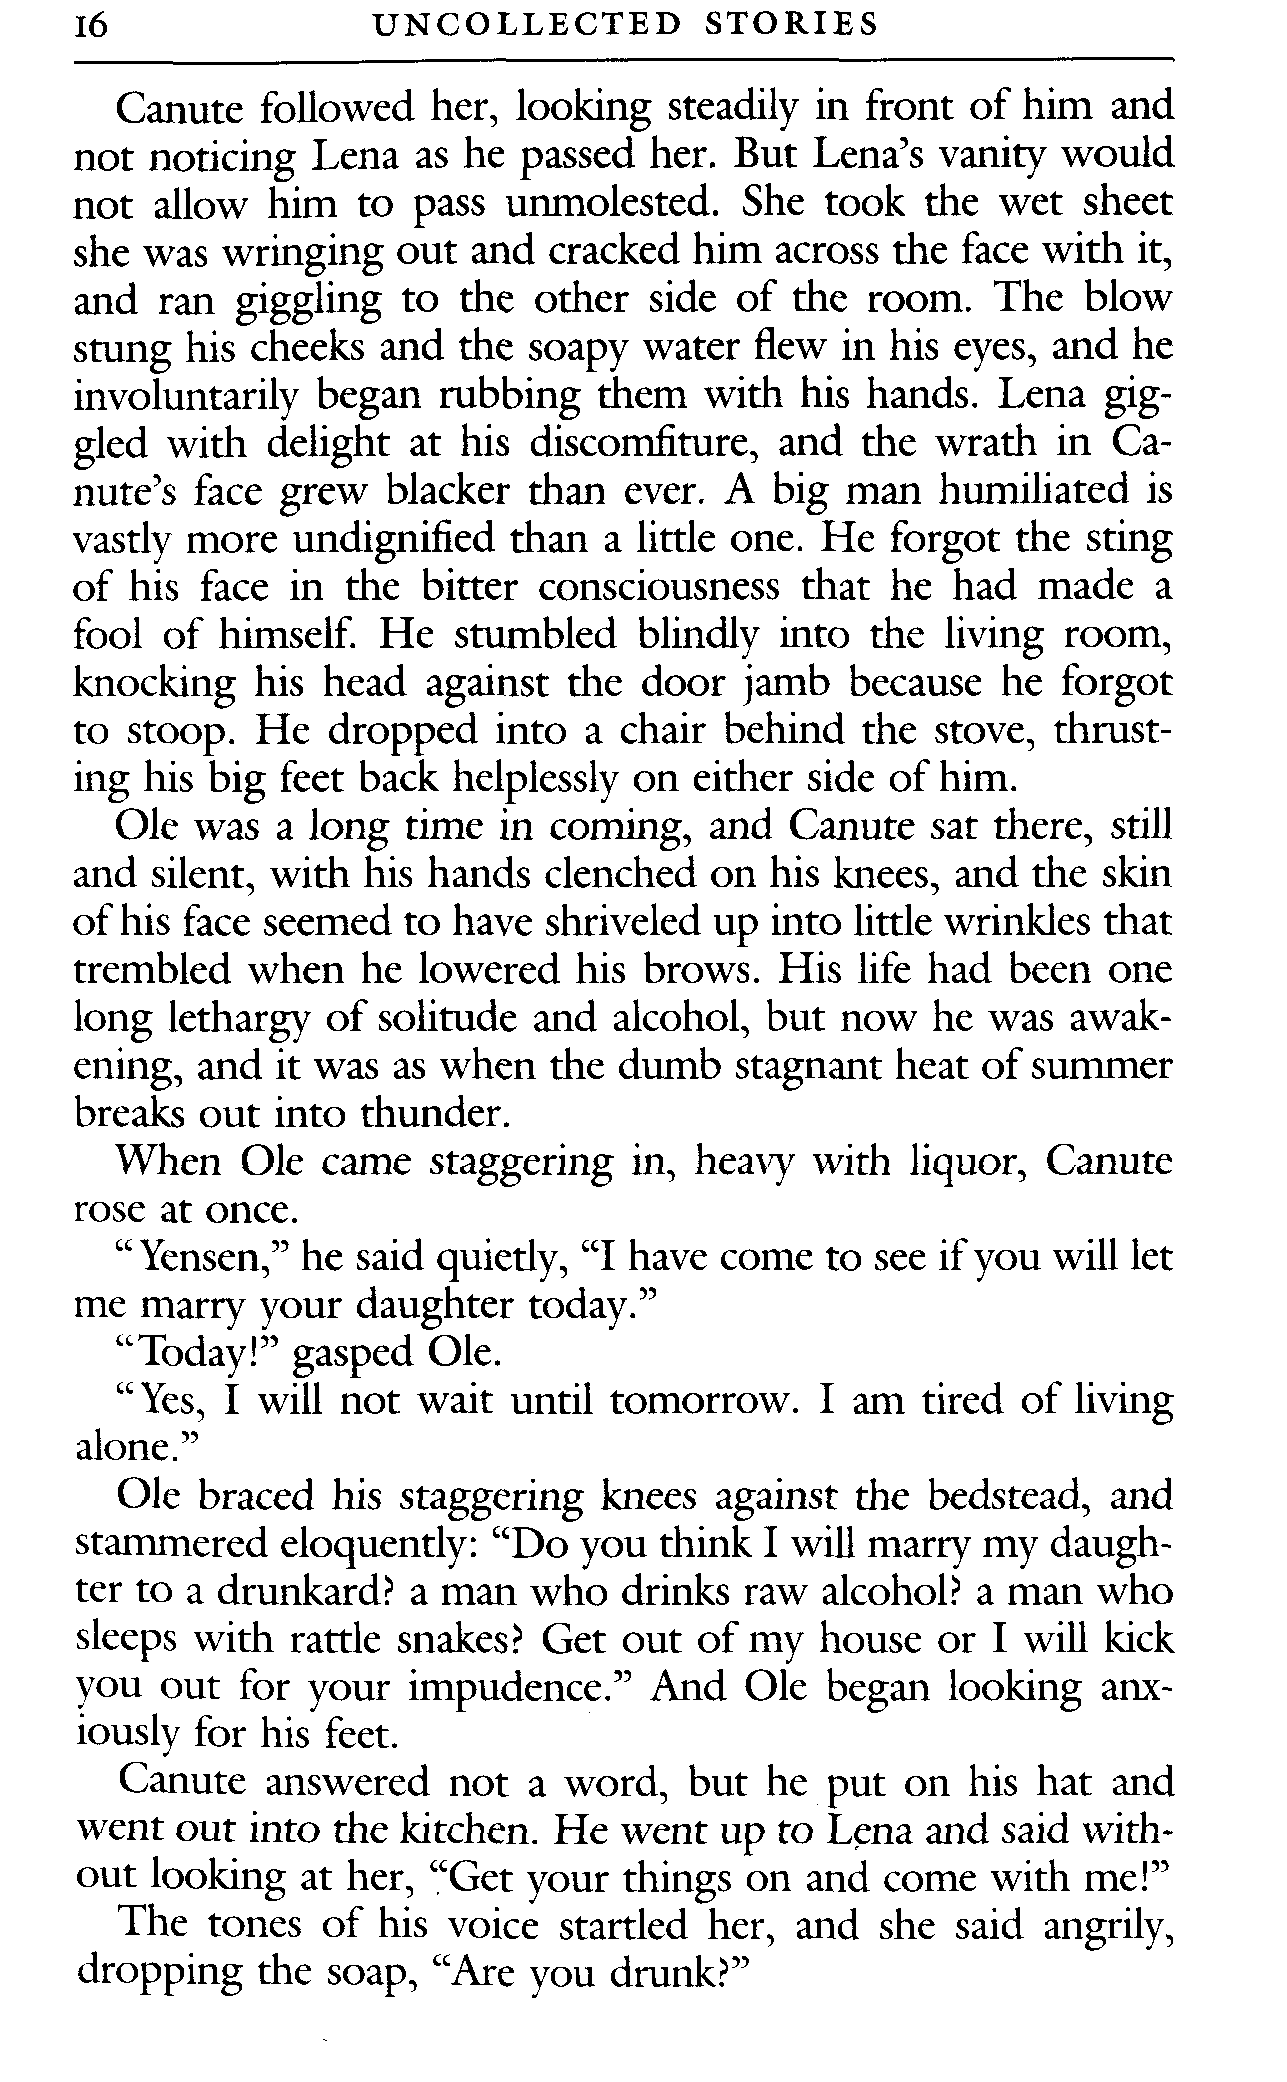 16 UNCOLLECTED STORIES
Canute followed her, looking steadily in front of him and
not noticing Lena as he passed her. But Lena’s vanity would
not allow him to pass unmolested. She took the wet sheet
she was wringing out and cracked him across the face with it,
and ran giggling to the other side of the room. The blow
stung his cheeks and the soapy water flew in his eyes, and he
involuntarily began rubbing them with his hands. Lena gig-
gled with delight at his discomfiture, and the wrath in Ca-
nute’s face grew blacker than ever. A big man humiliated is
vastly more undignified than a little one. He forgot the sting
of his face in the bitter consciousness that he had made a
fool of himself. He stumbled blindly into the living room,
knocking his head against the door jamb because he forgot
to stoop. He dropped into a chair behind the stove, thrust-
ing his big feet back helplessly on either side of him.
Ole was a long time in coming, and Canute sat there, still
and silent, with his hands clenched on his knees, and the skin
of his face seemed to have shriveled up into little wrinkles that
trembled when he lowered his brows. His life had been one
long lethargy of solitude and alcohol, but now he was awak-
ening, and it was as when the dumb stagnant heat of summer
breaks out into thunder.
When Ole came staggering in, heavy with liquor, Canute
rose at once.
“Yensen,” he said quietly, “I have come to see if you will let
me marry your daughter today.”
“Today!” gasped Ole.
“Yes, I will not wait until tomorrow. I am tired of living
alone.”
Ole braced his staggering knees against the bedstead, and
stammered eloquently: “Do you think I will marry my daugh-
ter to a drunkard? a man who drinks raw alcohol? a man who
sleeps with rattle snakes? Get out of my house or I will kick
you out for your impudence.” And Ole began looking anx-
iously for his feet.
Canute answered not a word, but he put on his hat and
went out into the kitchen. He went up to Lena and said with-
out looking at her, “Get your things on and come with me!”
The tones of his voice startled her, and she said angrily,
dropping the soap, “Are you drunk?”